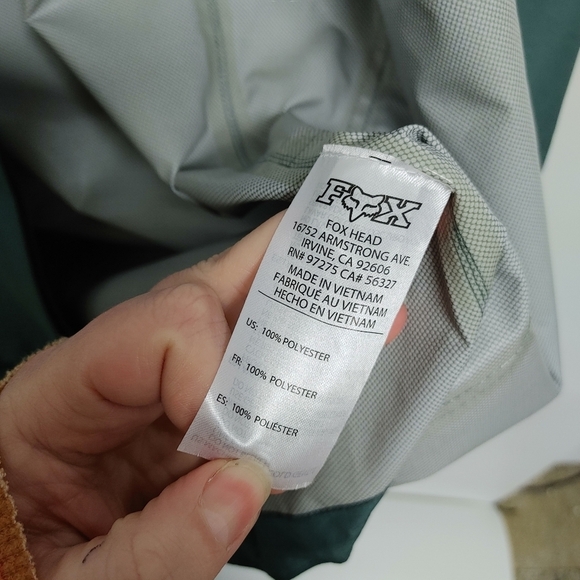 FOX
FOX HEAD
16752 ARMSTRONG AVE.
IRVINE, CA 92606
RN# 97275 CA# 56327
MADE IN VIETNAM
FABRIQUÉ AU VIETNAM
HECHO EN VIETNAM
US: 100% POLYESTER
FR: 100% POLYESTER
ES: 100% POLIÉSTER